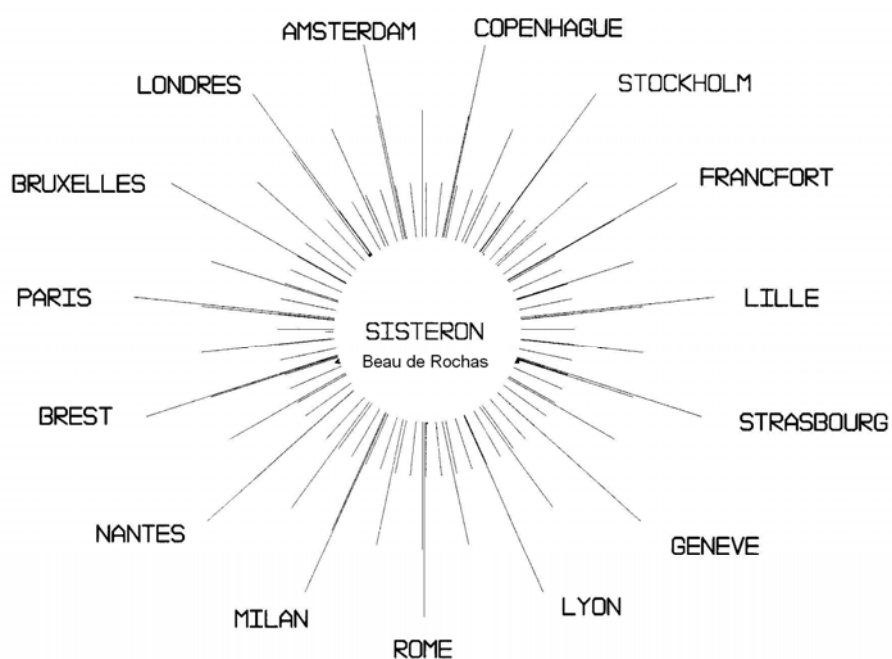 AMSTERDAM
COPENHAGUE
LONDRES
STOCKHOLM
BRUXELLES
FRANCFORT
PARIS
LILLE
SISTERON
Beau de Rochas
BREST
STRASBOURG
NANTES
GENEVE
MILAN
LYON
ROME